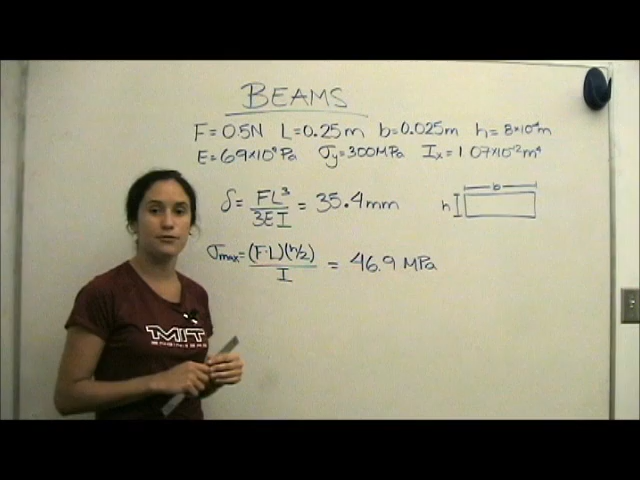 BEAMS
F=0.5N L=0.25m b=0.025m h=8×10⁻⁴m
E=69×10⁹Pa σy=300MPa Ix=1.07×10⁻¹²m⁴
δ = FL³/3EI = 35.4mm
b
h
σmax = (F·L)(h/2)/I = 46.9 MPa
MIT